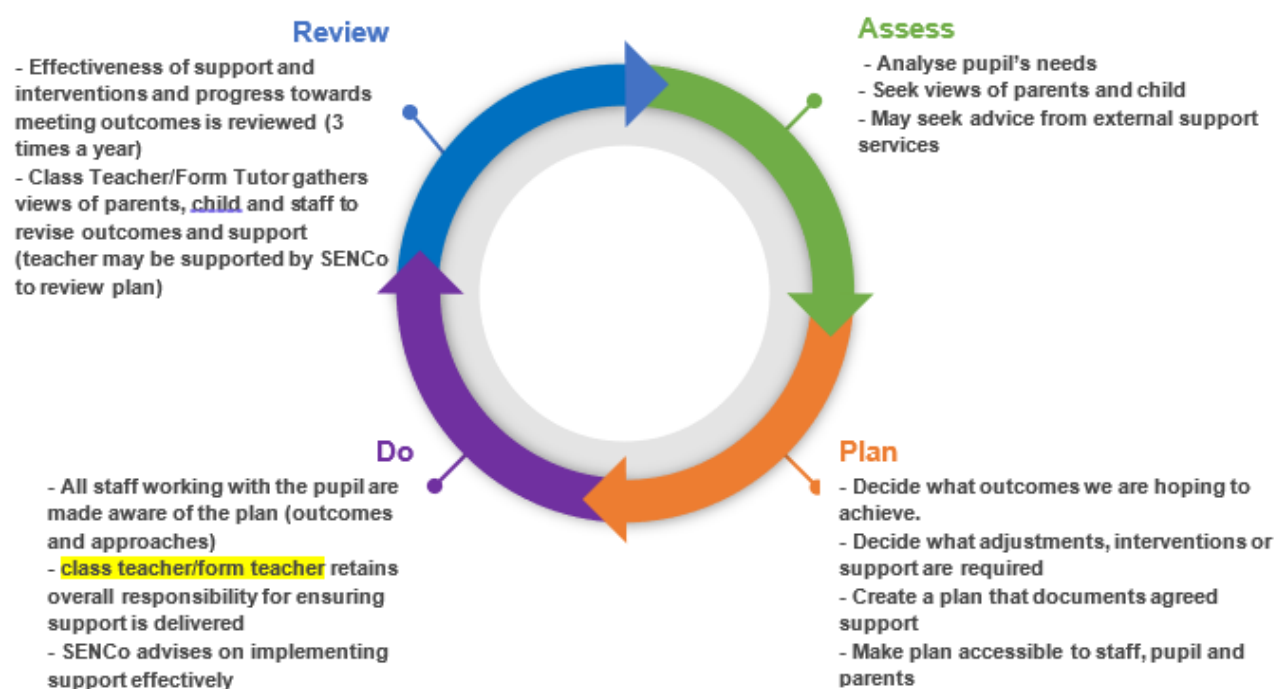 Review
- Effectiveness of support and
interventions and progress towards
meeting outcomes is reviewed (3
times a year)
- Class Teacher/Form Tutor gathers
views of parents, child and staff to
revise outcomes and support
(teacher may be supported by SENCo
to review plan)
Assess
- Analyse pupil's needs
- Seek views of parents and child
- May seek advice from external support
services
Plan
- Decide what outcomes we are hoping to
achieve.
- Decide what adjustments, interventions or
support are required
- Create a plan that documents agreed
support
- Make plan accessible to staff, pupil and
parents
Do
- All staff working with the pupil are
made aware of the plan (outcomes
and approaches)
- class teacher/form teacher retains
overall responsibility for ensuring
support is delivered
- SENCo advises on implementing
support effectively